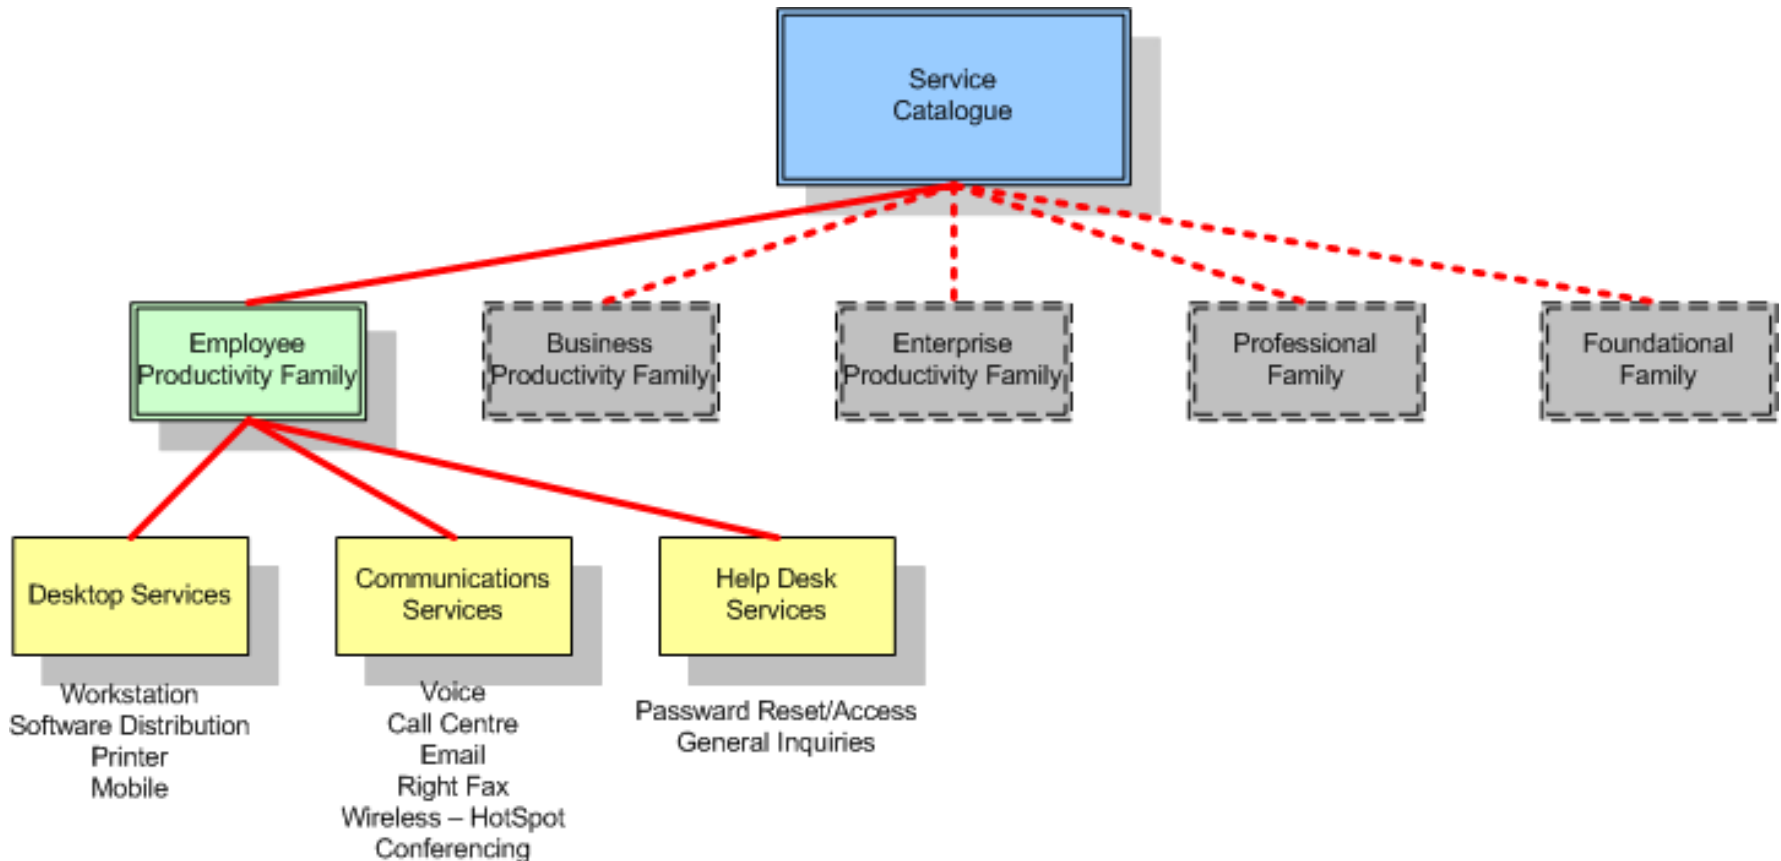 Service
Catalogue
Employee
Productivity Family
Business
Productivity Family
Enterprise
Productivity Family
Professional
Family
Foundational
Family
Desktop Services
Communications
Services
Help Desk
Services
Workstation
Software Distribution
Printer
Mobile
Voice
Call Centre
Email
Right Fax
Wireless – HotSpot
Conferencing
Passward Reset/Access
General Inquiries